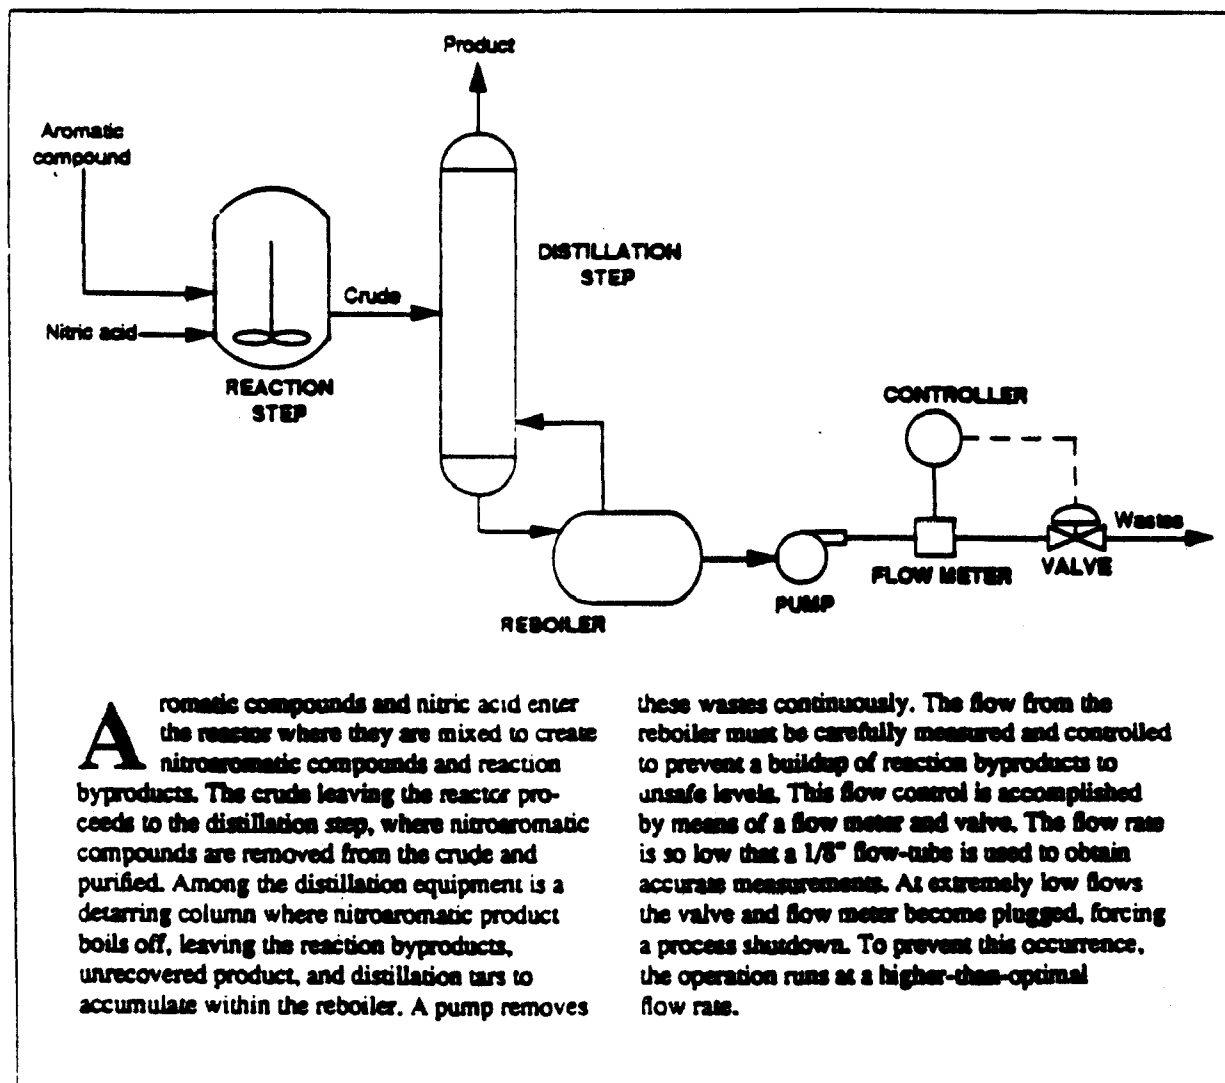 Product
Aromatic
compound
DISTILLATION
STEP
Crude
Nitric acid
REACTION
STEP
CONTROLLER
Wastes
FLOW METER
VALVE
PUMP
REBOILER
Aromatic compounds and nitric acid enter
the reactor where they are mixed to create
nitroaromatic compounds and reaction
byproducts. The crude leaving the reactor pro-
ceeds to the distillation step, where nitroaromatic
compounds are removed from the crude and
purified. Among the distillation equipment is a
detarring column where nitroaromatic product
boils off, leaving the reaction byproducts,
unrecovered product, and distillation tars to
accumulate within the reboiler. A pump removes
these wastes continuously. The flow from the
reboiler must be carefully measured and controlled
to prevent a buildup of reaction byproducts to
unsafe levels. This flow control is accomplished
by means of a flow meter and valve. The flow rate
is so low that a 1/8" flow-tube is used to obtain
accurate measurements. At extremely low flows
the valve and flow meter become plugged, forcing
a process shutdown. To prevent this occurrence,
the operation runs at a higher-than-optimal
flow rate.